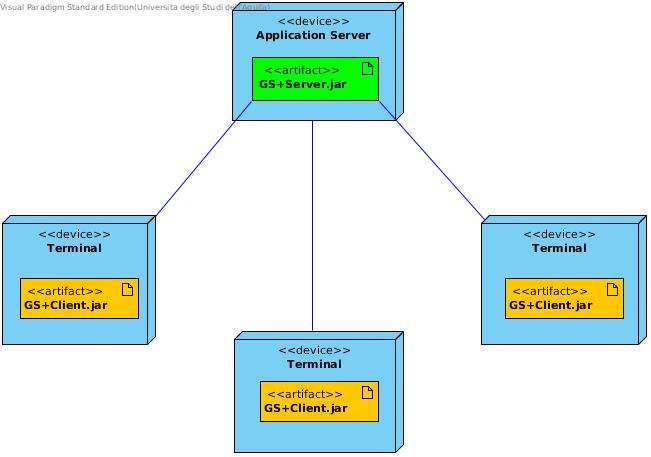 Visual Paradigm Standard Edition(Universita degli Studi dell'Aquila)
<<device>>
Application Server
<<artifact>>
GS+Server.jar
<<device>>
Terminal
<<artifact>>
GS+Client.jar
<<device>>
Terminal
<<artifact>>
GS+Client.jar
<<device>>
Terminal
<<artifact>>
GS+Client.jar